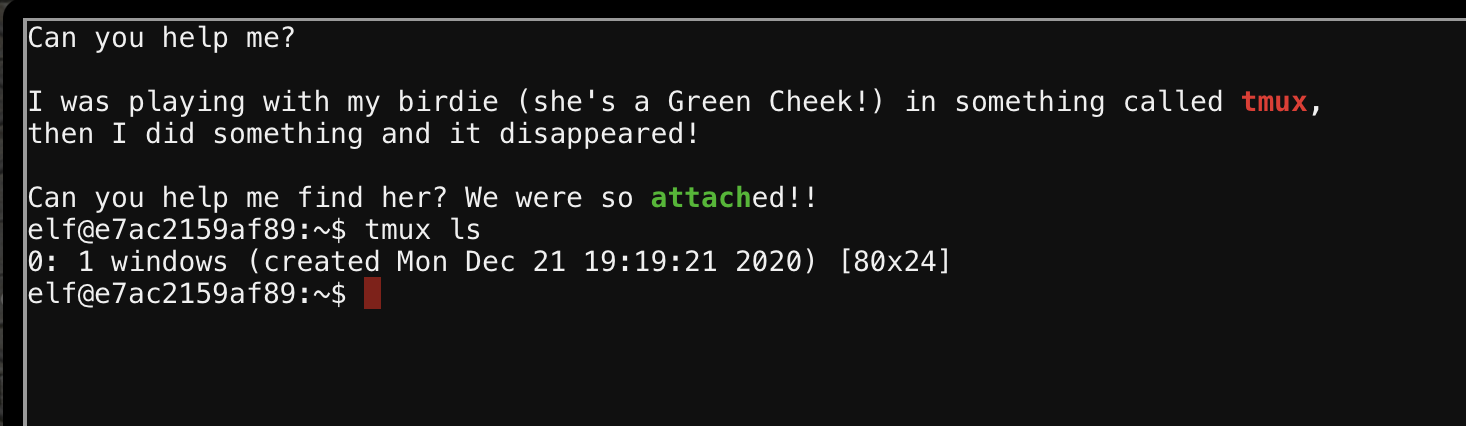 Can you help me?
I was playing with my birdie (she's a Green Cheek!) in something called tmux,
then I did something and it disappeared!
Can you help me find her? We were so attached!!
elf@e7ac2159af89:~$ tmux ls
0: 1 windows (created Mon Dec 21 19:19:21 2020) [80x24]
elf@e7ac2159af89:~$